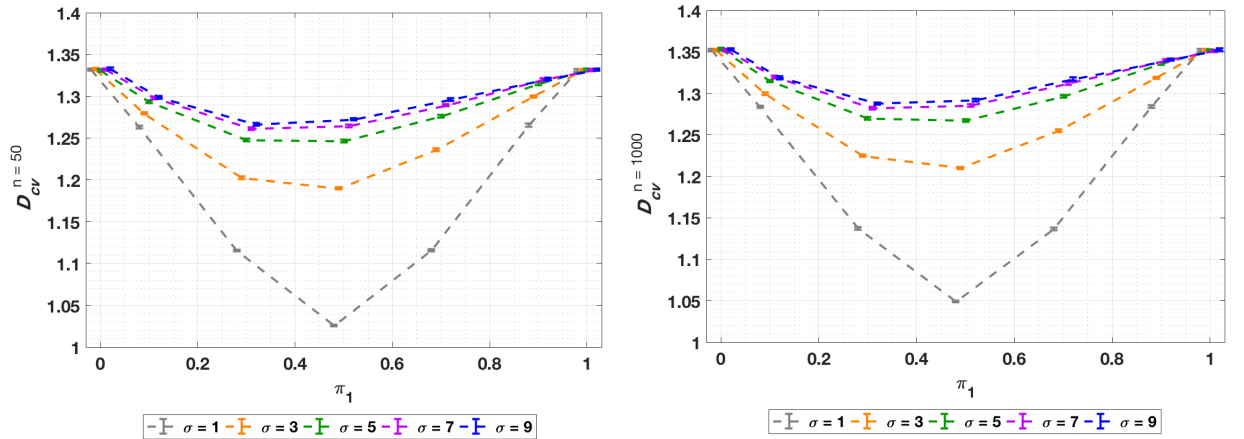 1.4
1.35
1.3
1.25
1.2
1.15
1.1
1.05
1
D_cv^n = 50
0 0.2 0.4 0.6 0.8 1
π_1
σ = 1 σ = 3 σ = 5 σ = 7 σ = 9
1.4
1.35
1.3
1.25
1.2
1.15
1.1
1.05
1
D_cv^n = 1000
0 0.2 0.4 0.6 0.8 1
π_1
σ = 1 σ = 3 σ = 5 σ = 7 σ = 9